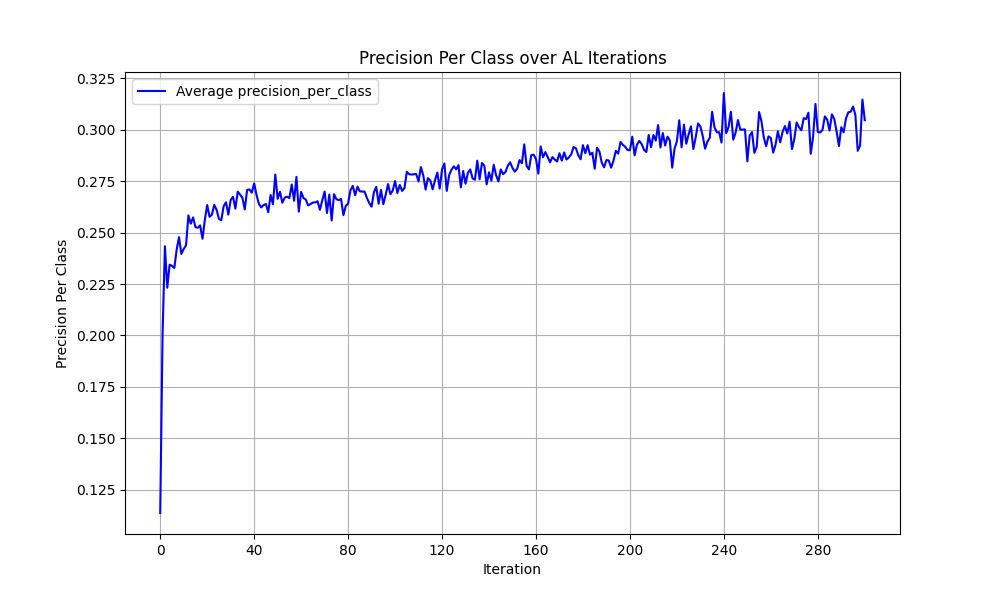 Precision Per Class over AL Iterations
Average precision_per_class
Precision Per Class
0.325
0.300
0.275
0.250
0.225
0.200
0.175
0.150
0.125
0 40 80 120 160 200 240 280
Iteration